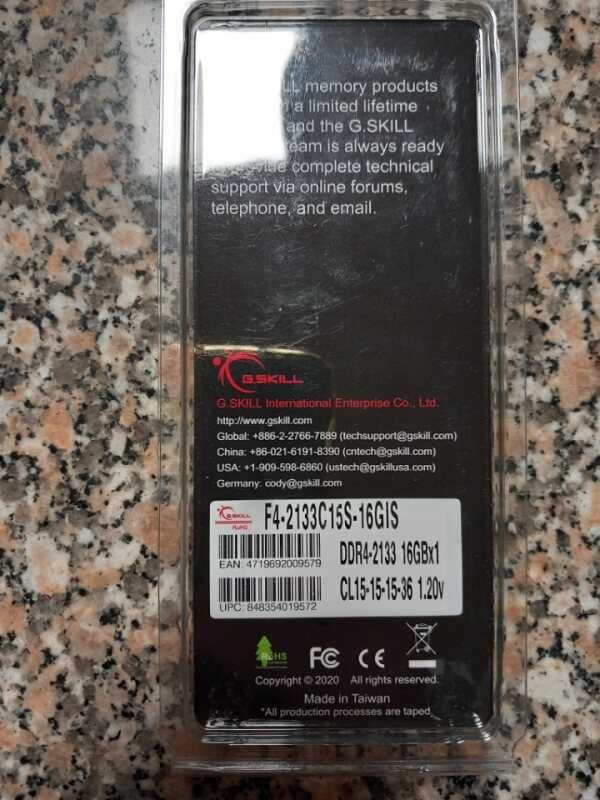 memory products
a limited lifetime
and the G.SKILL
team is always ready
complete technical
support via online forums,
telephone, and email.
G.SKILL
G.SKILL International Enterprise Co., Ltd.
http://www.gskill.com
Global: +886-2-2766-7889 (techsupport@gskill.com)
China: +86-021-6191-8390 (cntech@gskill.com)
USA: +1-909-598-6860 (ustech@gskillusa.com)
Germany: cody@gskill.com
G.SKILL
RoHS
F4-2133C15S-16GIS
EAN: 4719692009579
DDR4-2133 16GBx1
UPC: 848354019572
CL15-15-15-36 1.20v
RoHS
FC CE
Copyright © 2020 All rights reserved.
Made in Taiwan
*All production processes are taped.